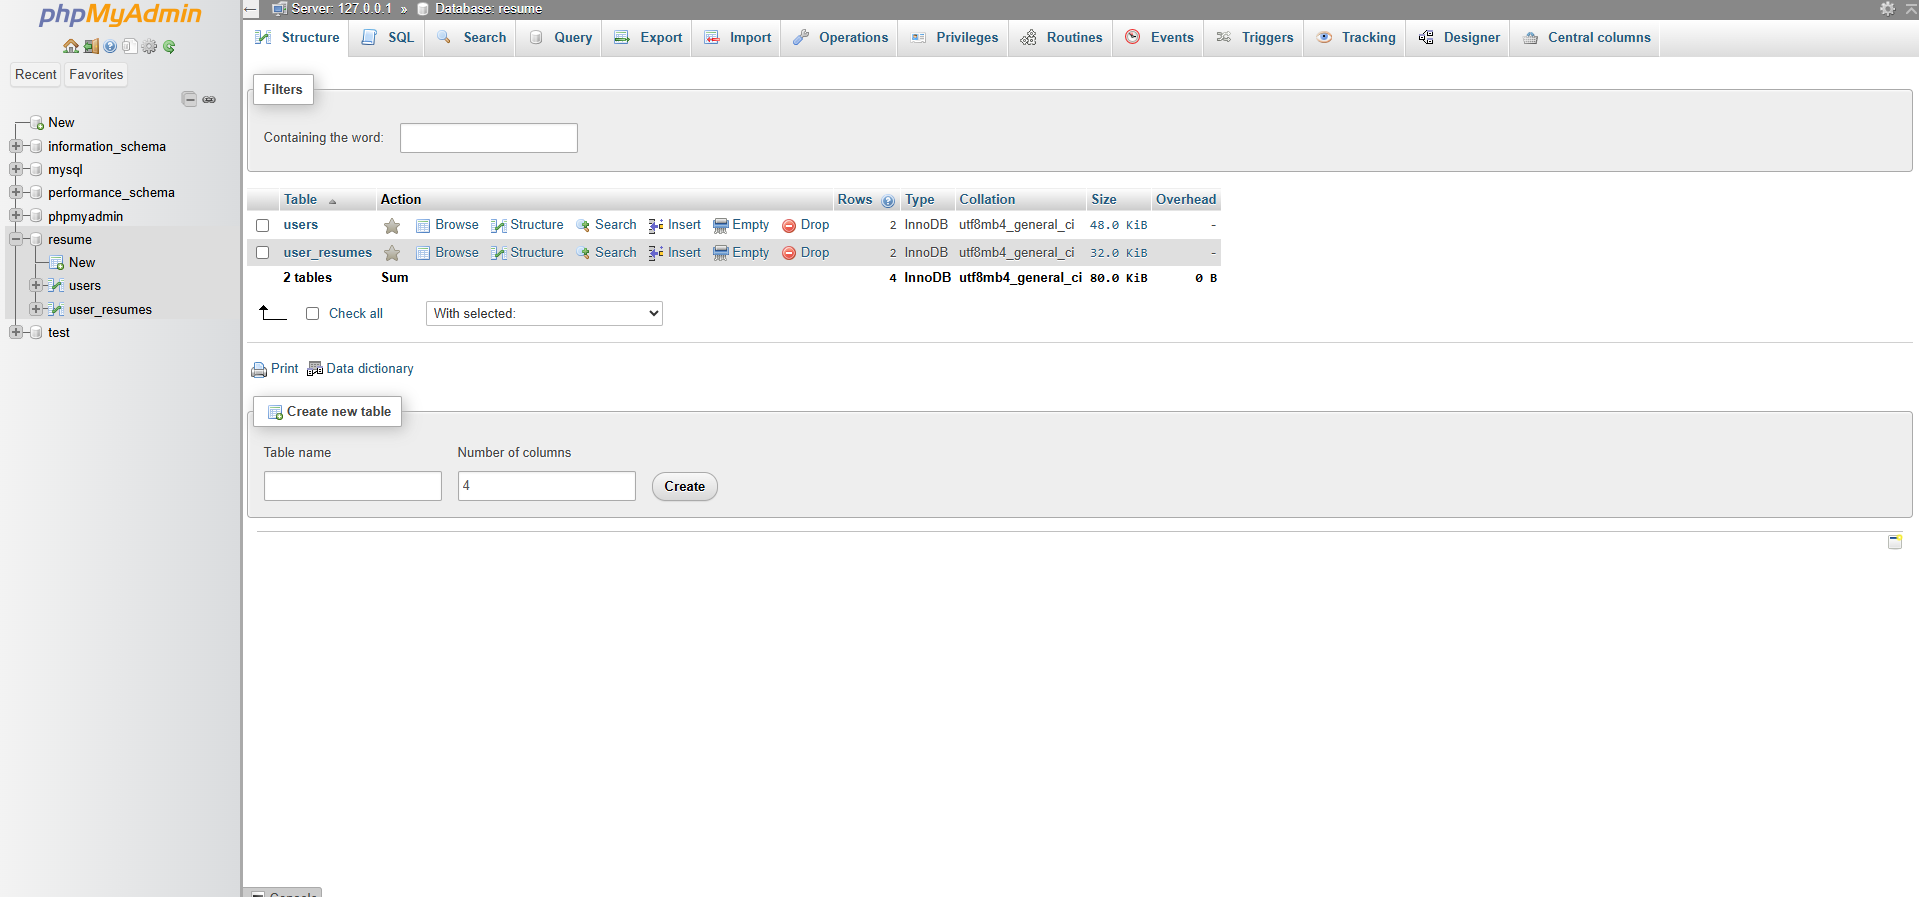 phpMyAdmin
Recent Favorites
New
information_schema
mysql
performance_schema
phpmyadmin
resume
New
users
user_resumes
test
Server: 127.0.0.1 » Database: resume
Structure SQL Search Query Export Import Operations Privileges Routines Events Triggers Tracking Designer Central columns
Filters
Containing the word:
Table Action Rows Type Collation Size Overhead
users Browse Structure Search Insert Empty Drop 2 InnoDB utf8mb4_general_ci 48.0 KiB -
user_resumes Browse Structure Search Insert Empty Drop 2 InnoDB utf8mb4_general_ci 32.0 KiB -
2 tables Sum 4 InnoDB utf8mb4_general_ci 80.0 KiB 0 B
Check all With selected:
Print Data dictionary
Create new table
Table name Number of columns
4 Create
Console